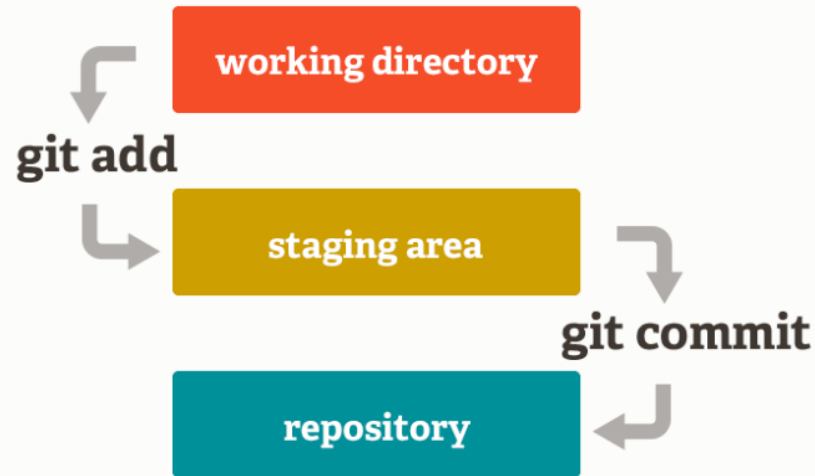 working directory
git add
staging area
git commit
repository